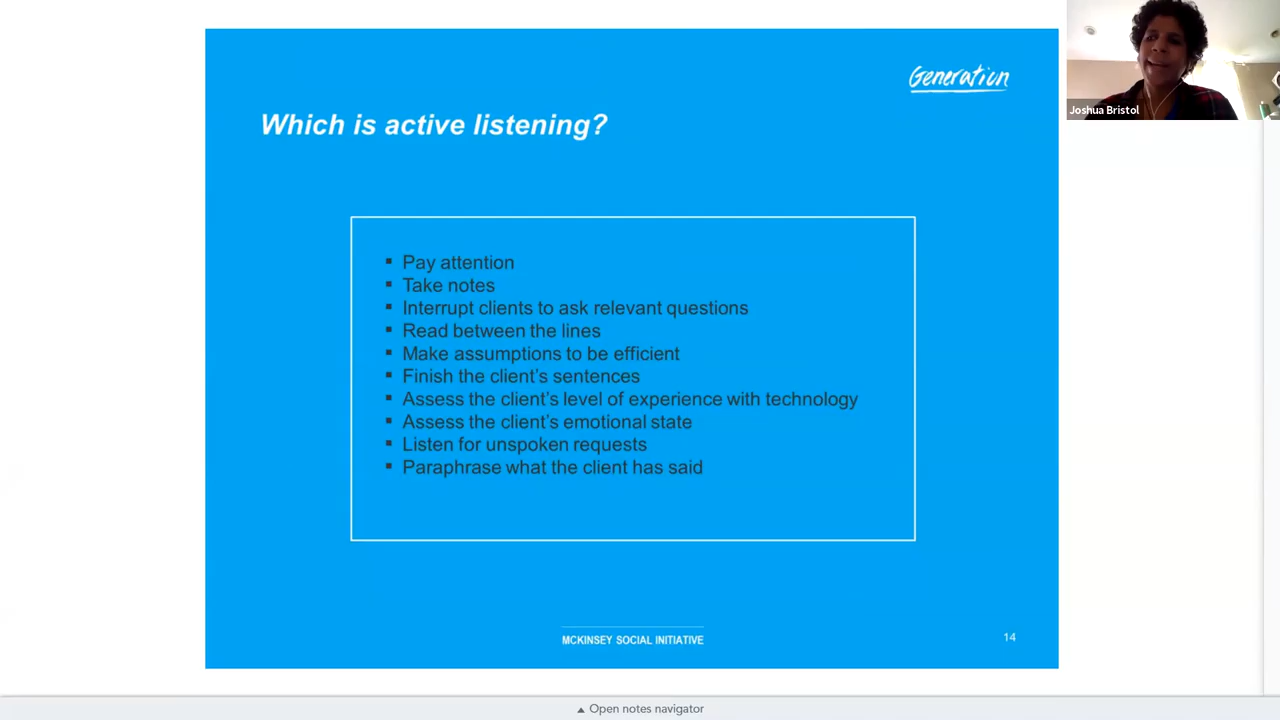 Generation
Joshua Bristol
Which is active listening?
▪ Pay attention
▪ Take notes
▪ Interrupt clients to ask relevant questions
▪ Read between the lines
▪ Make assumptions to be efficient
▪ Finish the client's sentences
▪ Assess the client's level of experience with technology
▪ Assess the client's emotional state
▪ Listen for unspoken requests
▪ Paraphrase what the client has said
MCKINSEY SOCIAL INITIATIVE
14
▲ Open notes navigator